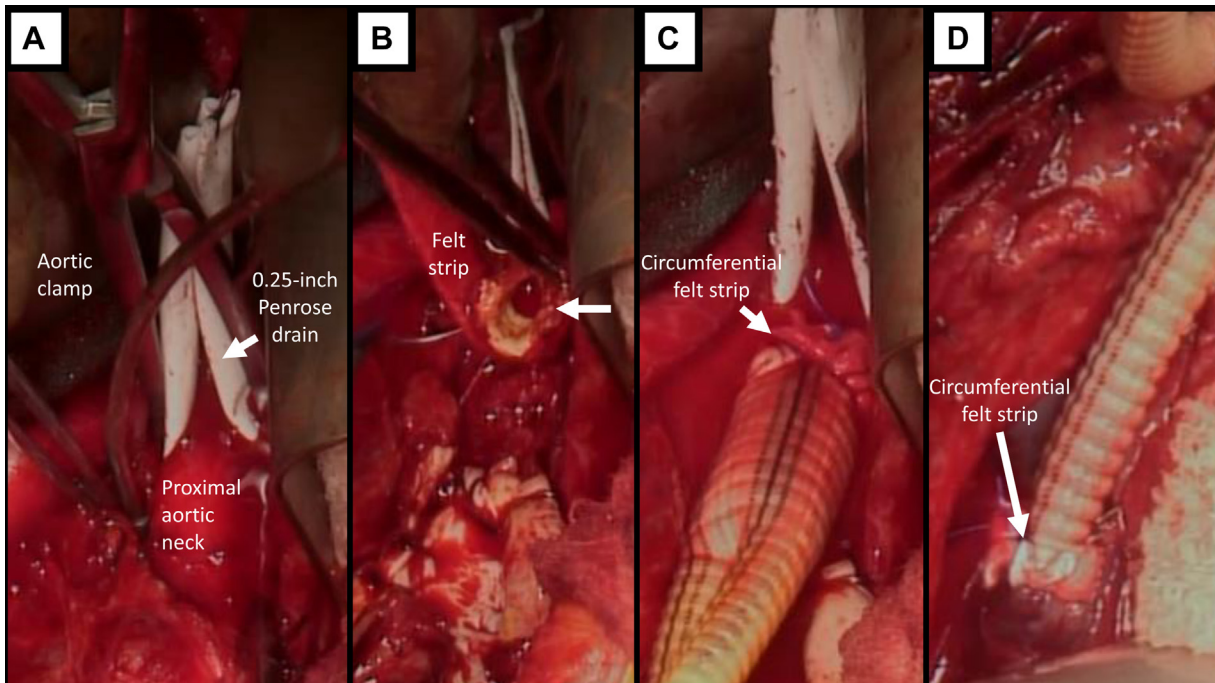 A
Aortic
clamp
0.25-inch
Penrose
drain
Proximal
aortic
neck
B
Felt
strip
C
Circumferential
felt strip
D
Circumferential
felt strip